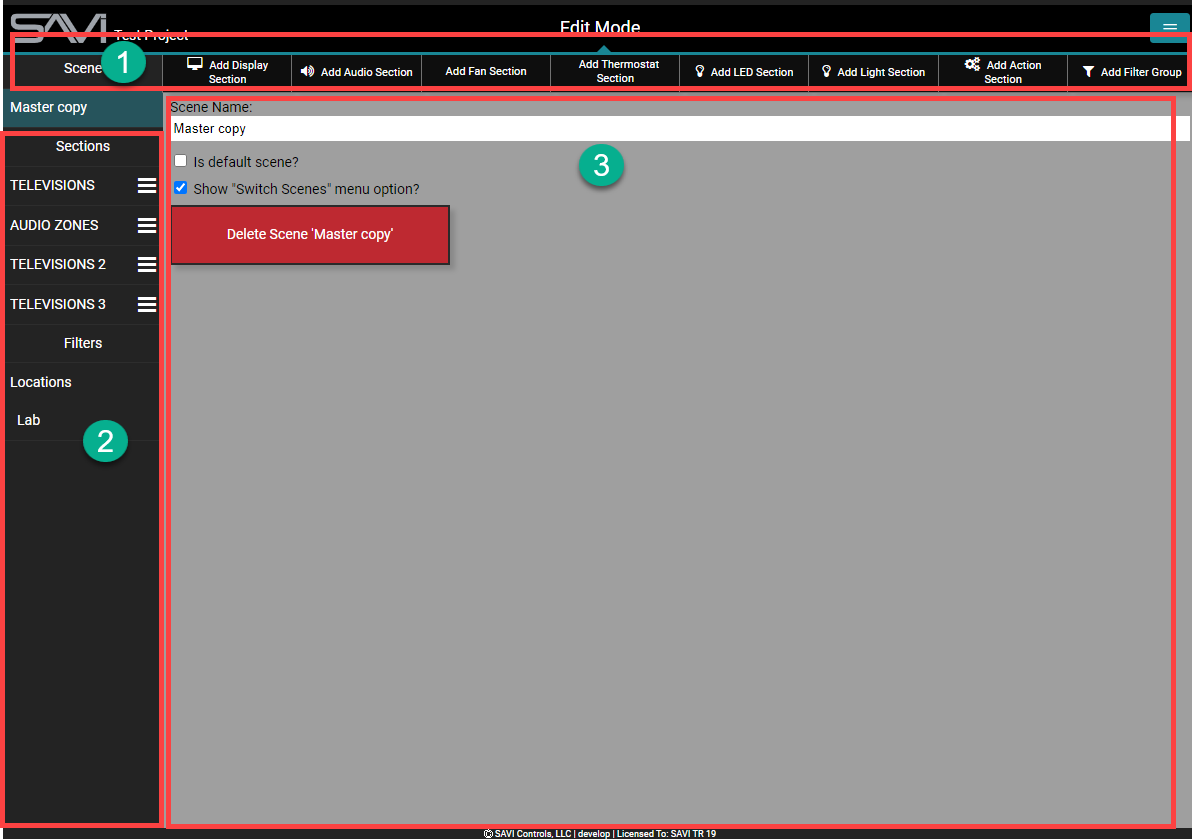 SAVI Test Project
Edit Mode
Scene
1
Add Display
Section
Add Audio Section
Add Fan Section
Add Thermostat
Section
Add LED Section
Add Light Section
Add Action
Section
Add Filter Group
Master copy
Sections
TELEVISIONS
AUDIO ZONES
TELEVISIONS 2
TELEVISIONS 3
Filters
Locations
Lab
2
Scene Name:
Master copy
Is default scene?
Show "Switch Scenes" menu option?
3
Delete Scene 'Master copy'
© SAVI Controls, LLC | develop | Licensed To: SAVI TR 19